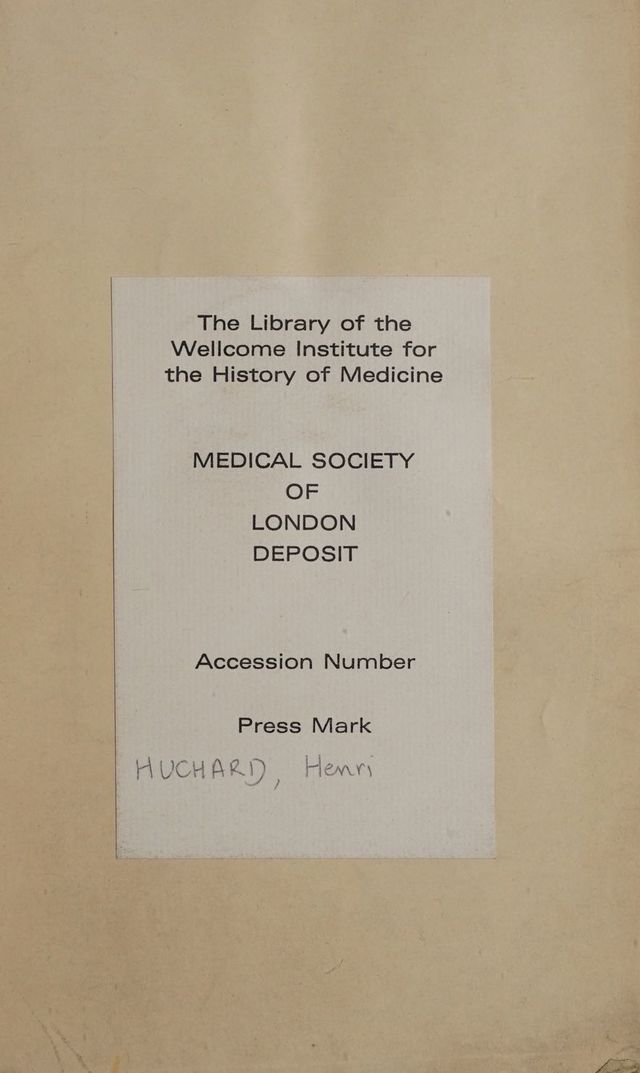 The Library of the
Wellcome Institute for
the History of Medicine
MEDICAL SOCIETY
OF
LONDON
DEPOSIT
Accession Number
Press Mark
HUCHARD, Henri